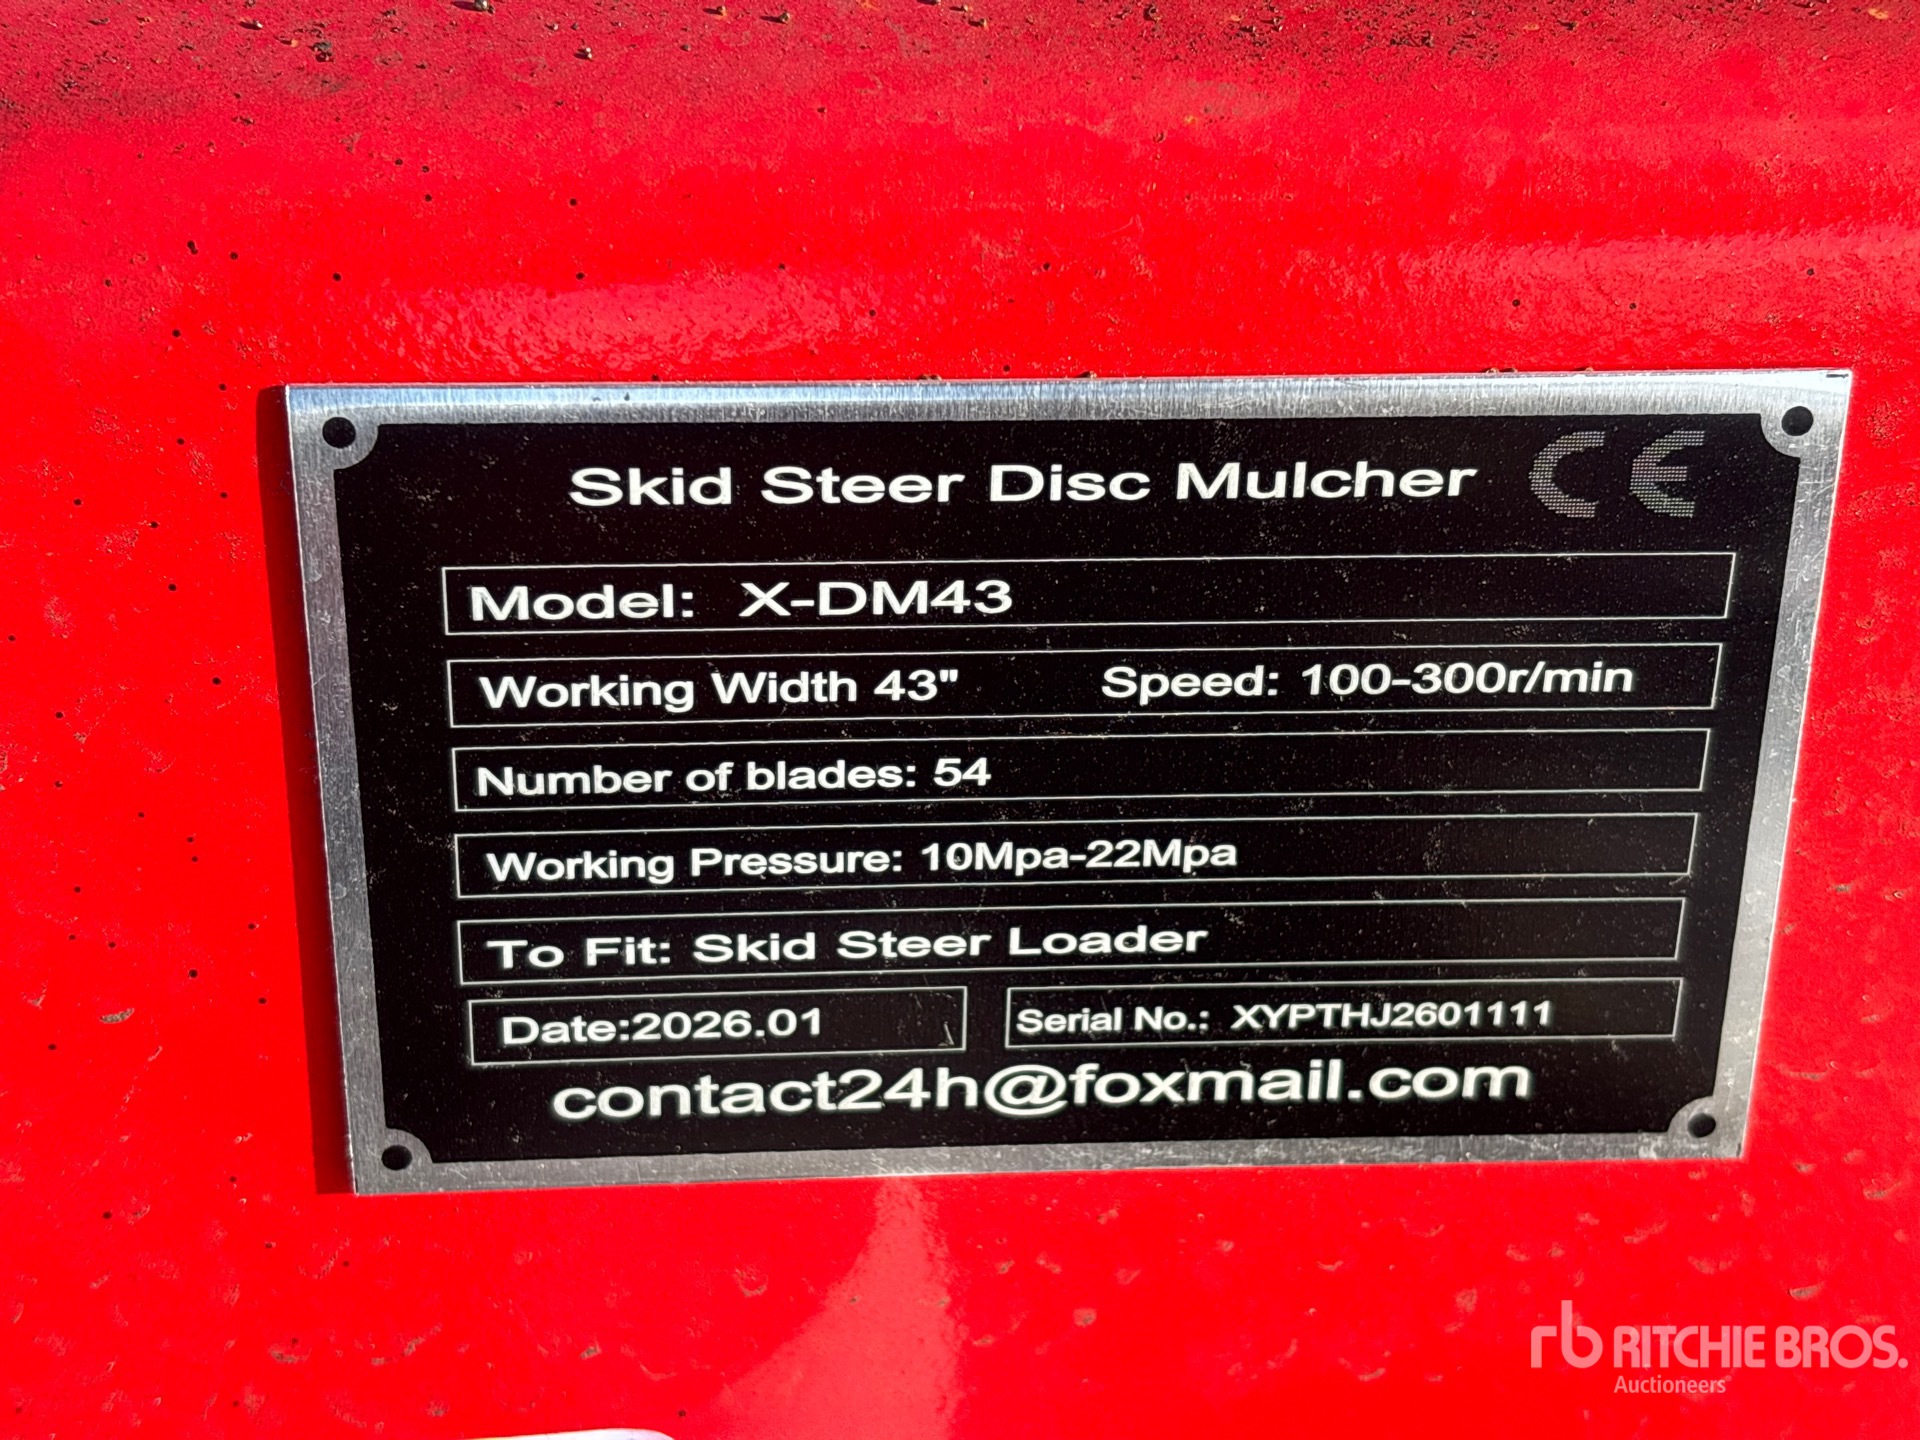 Skid Steer Disc Mulcher CE
Model: X-DM43
Working Width 43" Speed: 100-300r/min
Number of blades: 54
Working Pressure: 10Mpa-22Mpa
To Fit: Skid Steer Loader
Date:2026.01 Serial No.: XYPTHJ2601111
contact24h@foxmail.com
rb RITCHIE BROS.
Auctioneers